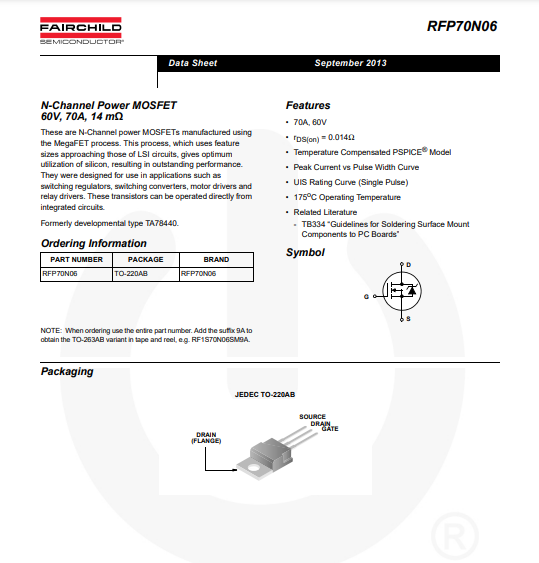 FAIRCHILD
SEMICONDUCTOR®
RFP70N06
Data Sheet
September 2013
N-Channel Power MOSFET
60V, 70A, 14 mΩ
These are N-Channel power MOSFETs manufactured using
the MegaFET process. This process, which uses feature
sizes approaching those of LSI circuits, gives optimum
utilization of silicon, resulting in outstanding performance.
They were designed for use in applications such as
switching regulators, switching converters, motor drivers and
relay drivers. These transistors can be operated directly from
integrated circuits.
Formerly developmental type TA78440.
Ordering Information
PART NUMBER PACKAGE BRAND
RFP70N06 TO-220AB RFP70N06
NOTE: When ordering use the entire part number. Add the suffix 9A to
obtain the TO-263AB variant in tape and reel, e.g. RF1S70N06SM9A.
Features
• 70A, 60V
• rDS(on) = 0.014Ω
• Temperature Compensated PSPICE® Model
• Peak Current vs Pulse Width Curve
• UIS Rating Curve (Single Pulse)
• 175ºC Operating Temperature
• Related Literature
- TB334 “Guidelines for Soldering Surface Mount
Components to PC Boards”
Symbol
D
G
S
Packaging
JEDEC TO-220AB
SOURCE
DRAIN
GATE
DRAIN
(FLANGE)
®